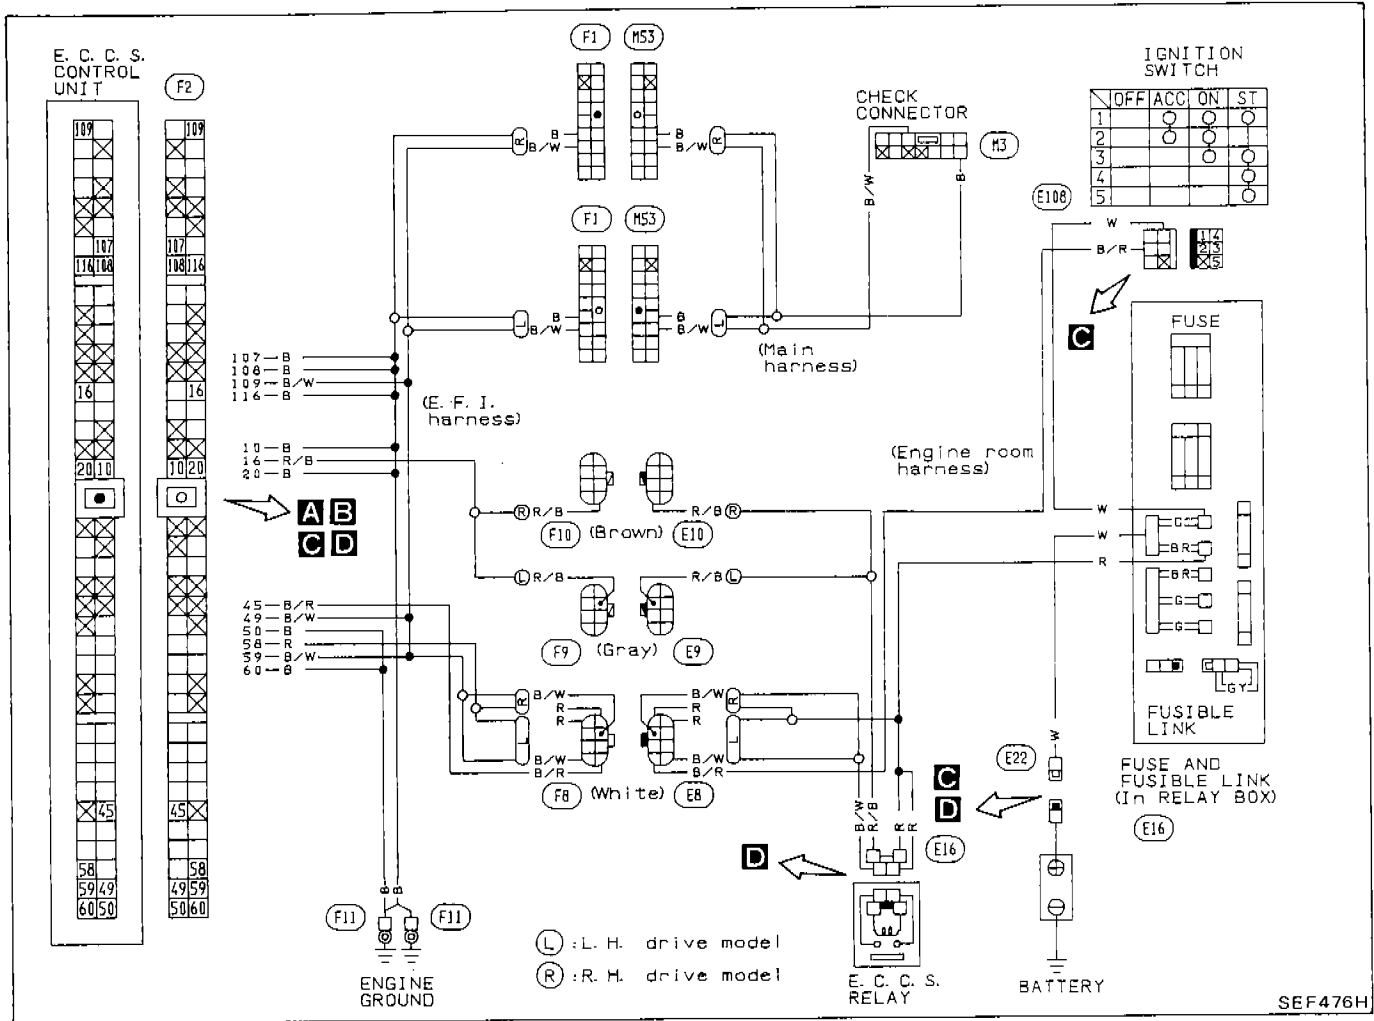 E. C. C. S.
CONTROL
UNIT
F2
109
109
107
107
116 108
108 116
16
16
20 10
10 20
45
45
58
58
59 49
49 59
60 50
50 60
F1
M53
R
B
B/W
B
B/W
R
F1
M53
L
B
B/W
B
B/W
L
CHECK
CONNECTOR
M3
B/W
B
(Main
harness)
IGNITION
SWITCH
OFF ACC ON ST
1
2
3
4
5
E108
W
B/R
1 4
2 3
5
C
107-B
108-B
109-B/W
116-B
(E. F. I.
harness)
10-B
16-R/B
20-B
A B
C D
45-B/R
49-B/W
50-B
58-R
59-B/W
60-B
(Engine room
harness)
R R/B
R/B R
F10 (Brown) E10
L R/B
R/B L
F9 (Gray) E9
R
B/W
R
R
L
B/W
B/R
B/W
R
R
R
L
B/W
B/R
F8 (White) E8
FUSE
W
W
R
G
BR
BR
G
G
GY
FUSIBLE
LINK
FUSE AND
FUSIBLE LINK
(In RELAY BOX)
E16
W
E22
C
D
B/W
R/B
R
R
E16
D
B
B
F11
F11
ENGINE
GROUND
L :L. H. drive model
R :R. H. drive model
E. C. C. S.
RELAY
BATTERY
SEF476H